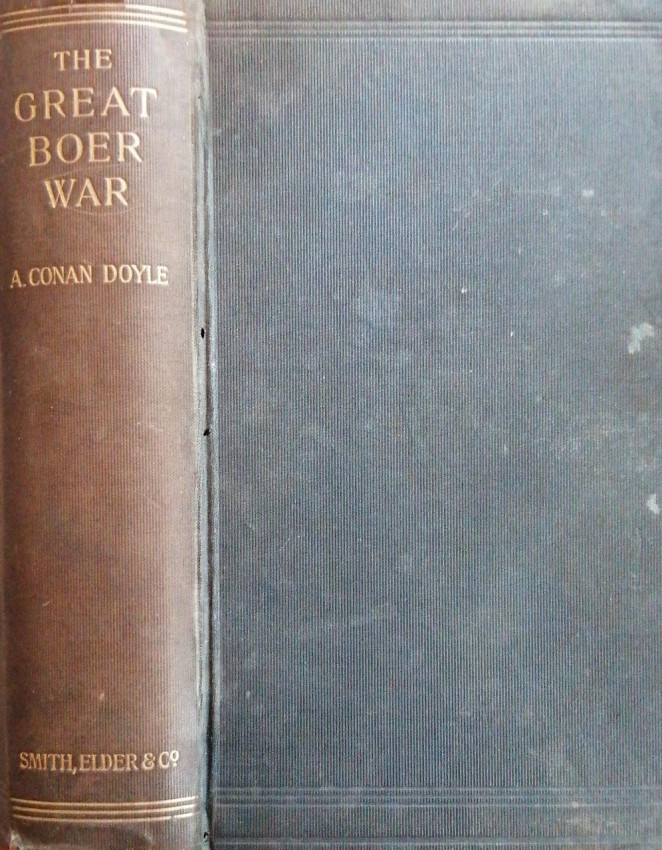 THE
GREAT
BOER
WAR
A. CONAN DOYLE
SMITH, ELDER & Cº